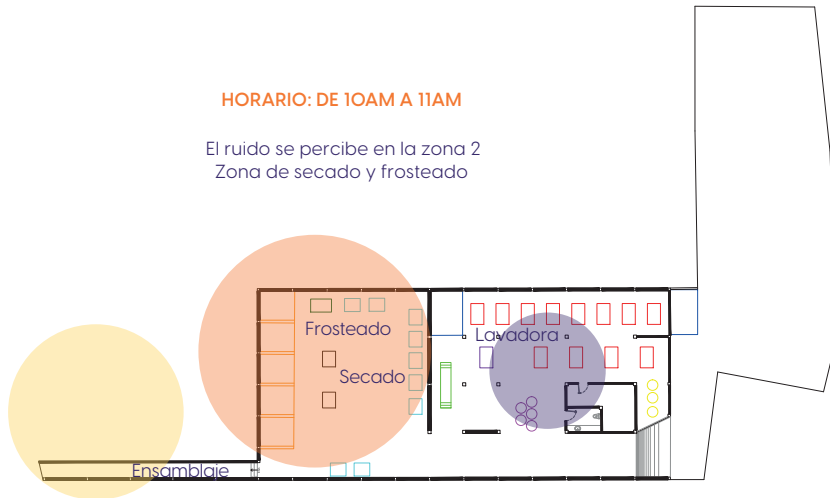 HORARIO: DE 10AM A 11AM
El ruido se percibe en la zona 2
Zona de secado y frosteado
Frosteado
Lavadora
Secado
Ensamblaje